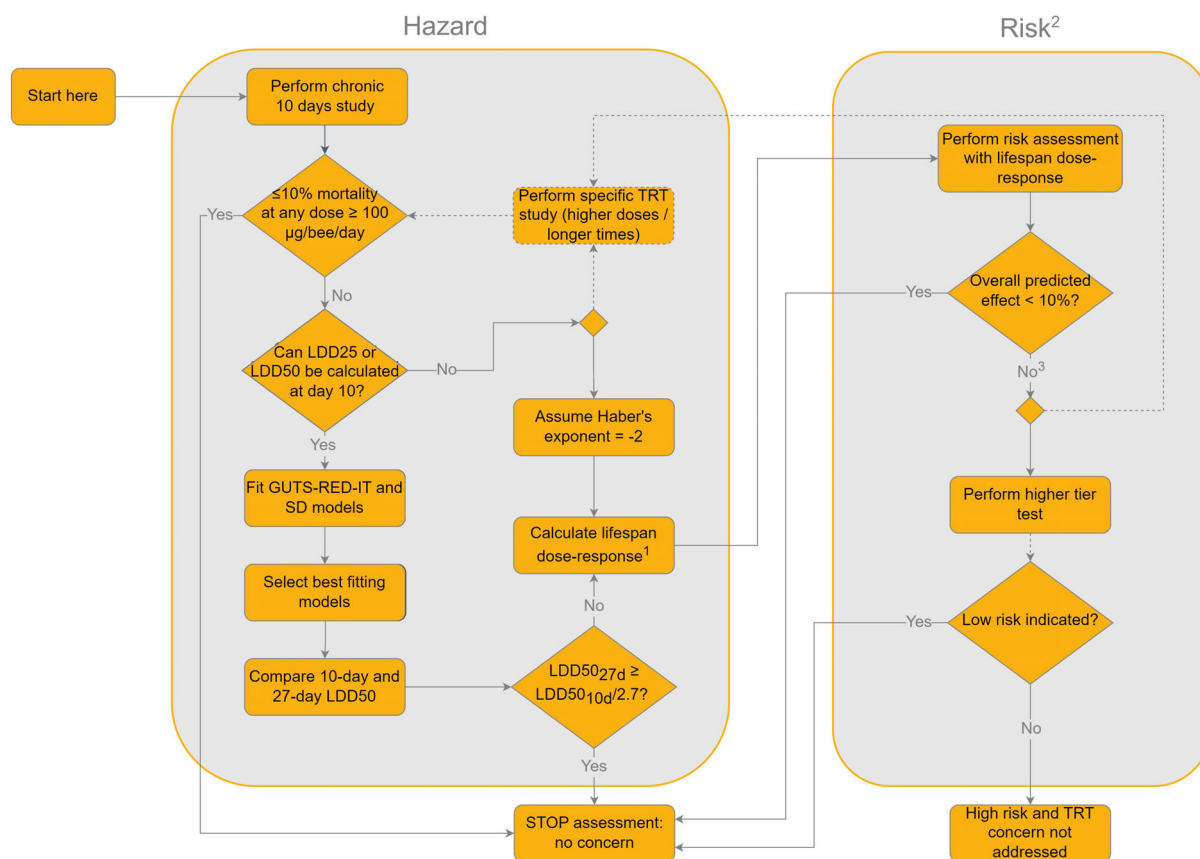 Hazard
Risk²
Start here
Perform chronic
10 days study
≤10% mortality
at any dose ≥ 100
µg/bee/day
Yes
No
Can LDD25 or
LDD50 be calculated
at day 10?
No
Yes
Fit GUTS-RED-IT and
SD models
Select best fitting
models
Compare 10-day and
27-day LDD50
Perform specific TRT
study (higher doses /
longer times)
Assume Haber's
exponent = -2
Calculate lifespan
dose-response¹
No
LDD5027d ≥
LDD5010d/2.7?
Yes
STOP assessment:
no concern
Perform risk assessment
with lifespan dose-
response
Overall predicted
effect < 10%?
Yes
No³
Perform higher tier
test
Low risk indicated?
Yes
No
High risk and TRT
concern not
addressed